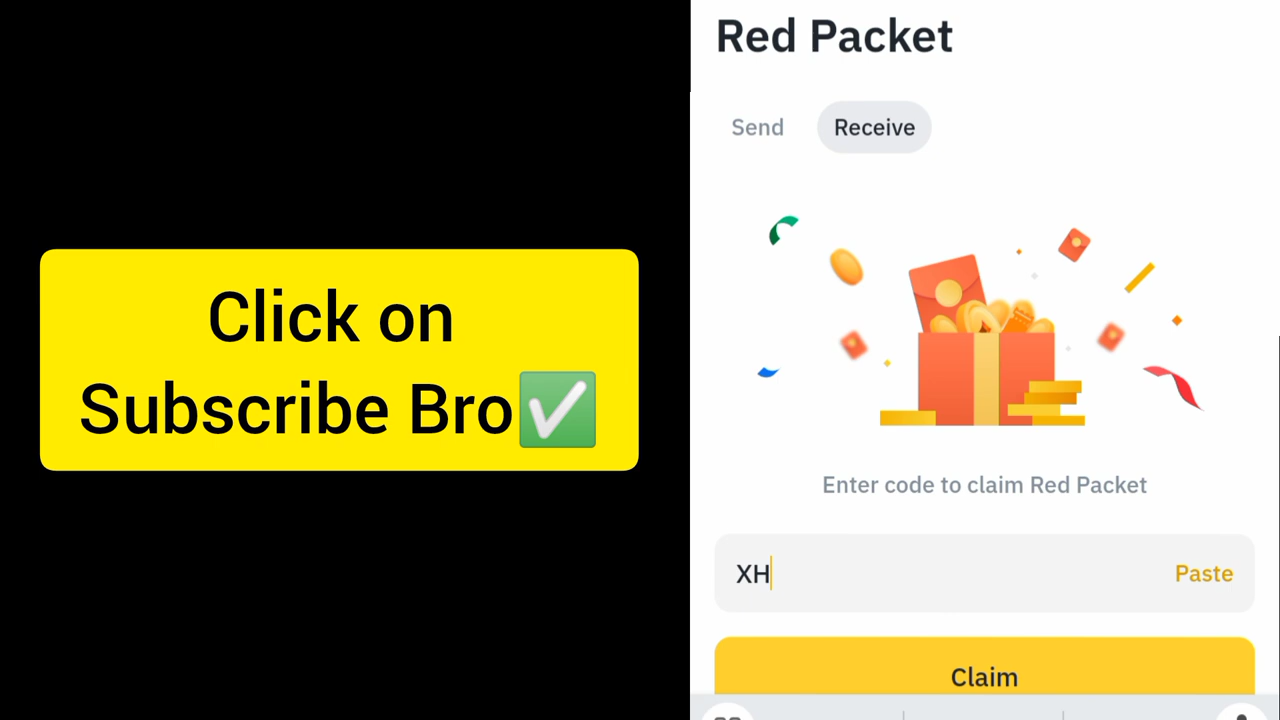 Click on
Subscribe Bro✅
Red Packet
Send
Receive
Enter code to claim Red Packet
XH
Paste
Claim